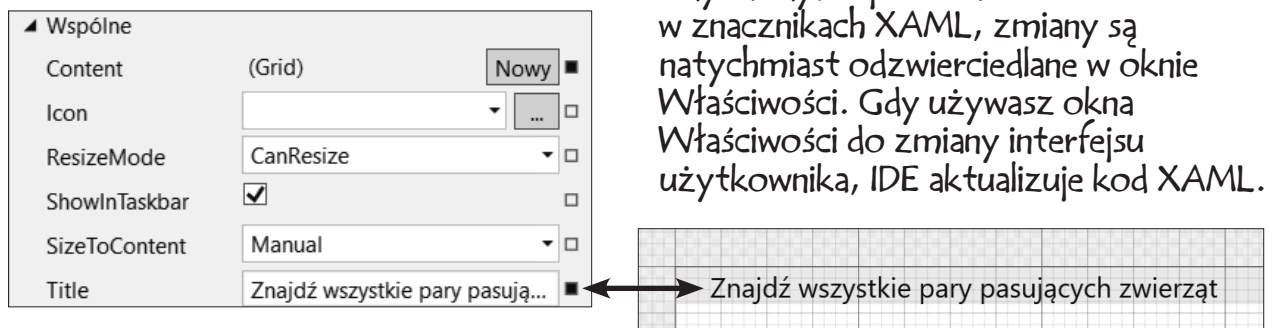 Wspólne
Content (Grid) Nowy
Icon ...
ResizeMode CanResize
ShowInTaskbar
SizeToContent Manual
Title Znajdź wszystkie pary pasują...
w znacznikach XAML, zmiany są
natychmiast odzwierciedlane w oknie
Właściwości. Gdy używasz okna
Właściwości do zmiany interfejsu
użytkownika, IDE aktualizuje kod XAML.
Znajdź wszystkie pary pasujących zwierząt